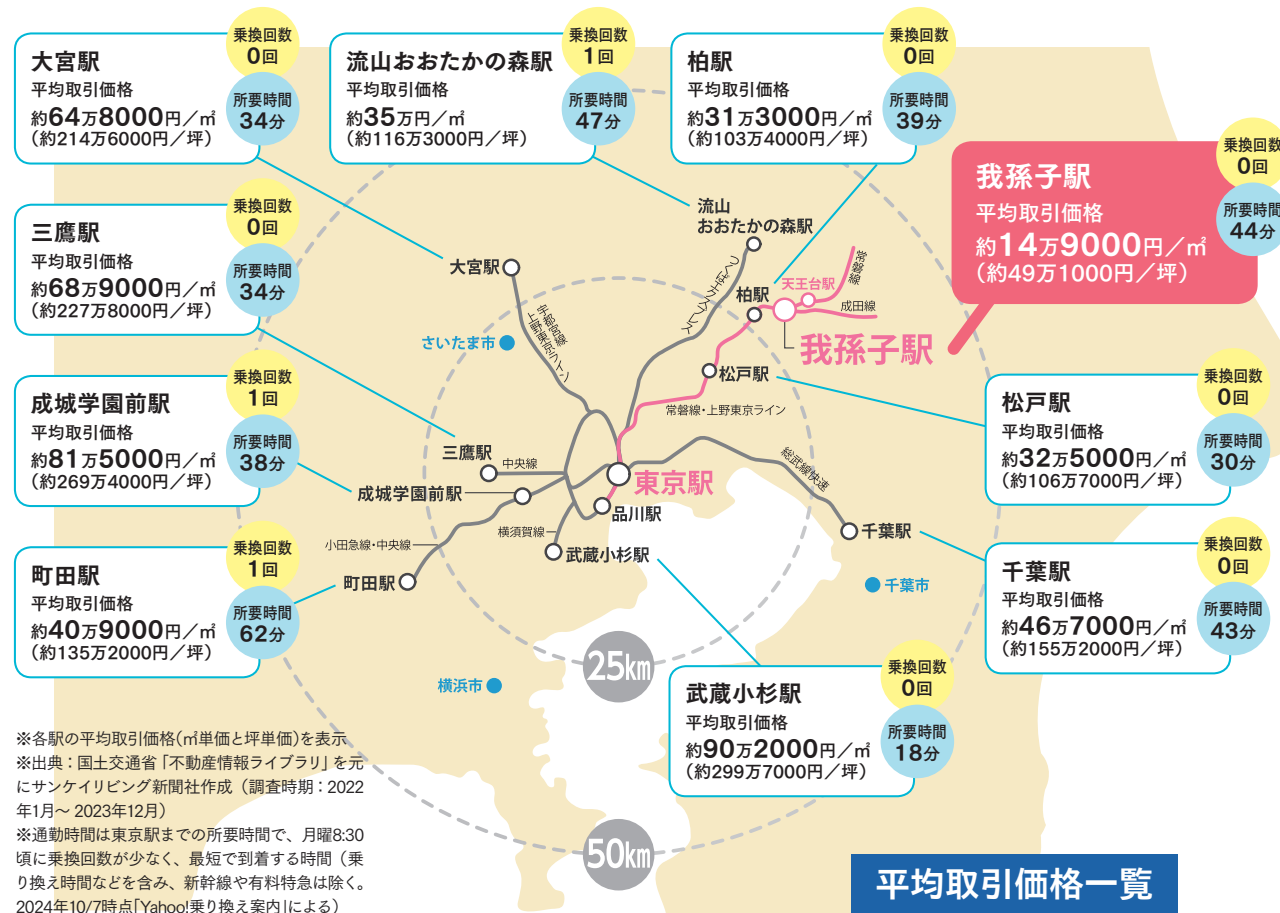 大宮駅
平均取引価格
約64万8000円／㎡
(約214万6000円／坪)
乗換回数
0回
所要時間
34分
流山おおたかの森駅
平均取引価格
約35万円／㎡
(約116万3000円／坪)
乗換回数
1回
所要時間
47分
柏駅
平均取引価格
約31万3000円／㎡
(約103万4000円／坪)
乗換回数
0回
所要時間
39分
我孫子駅
平均取引価格
約14万9000円／㎡
(約49万1000円／坪)
乗換回数
0回
所要時間
44分
三鷹駅
平均取引価格
約68万9000円／㎡
(約227万8000円／坪)
乗換回数
0回
所要時間
34分
成城学園前駅
平均取引価格
約81万5000円／㎡
(約269万4000円／坪)
乗換回数
1回
所要時間
38分
町田駅
平均取引価格
約40万9000円／㎡
(約135万2000円／坪)
乗換回数
1回
所要時間
62分
松戸駅
平均取引価格
約32万5000円／㎡
(約106万7000円／坪)
乗換回数
0回
所要時間
30分
千葉駅
平均取引価格
約46万7000円／㎡
(約155万2000円／坪)
乗換回数
0回
所要時間
43分
武蔵小杉駅
平均取引価格
約90万2000円／㎡
(約299万7000円／坪)
乗換回数
0回
所要時間
18分
流山
おおたかの森駅
大宮駅
つくばエクスプレス
柏駅
天王台駅
常磐線
成田線
我孫子駅
宇都宮線
上野東京ライン
さいたま市
松戸駅
常磐線・上野東京ライン
三鷹駅
中央線
東京駅
総武線快速
成城学園前駅
品川駅
千葉駅
横須賀線
小田急線・中央線
武蔵小杉駅
町田駅
千葉市
25km
横浜市
50km
※各駅の平均取引価格(㎡単価と坪単価)を表示
※出典：国土交通省「不動産情報ライブラリ」を元
にサンケイリビング新聞社作成（調査時期：2022
年1月～2023年12月）
※通勤時間は東京駅までの所要時間で、月曜8:30
頃に乗換回数が少なく、最短で到着する時間（乗
り換え時間などを含み、新幹線や有料特急は除く。
2024年10/7時点「Yahoo!乗り換え案内」による）
平均取引価格一覧